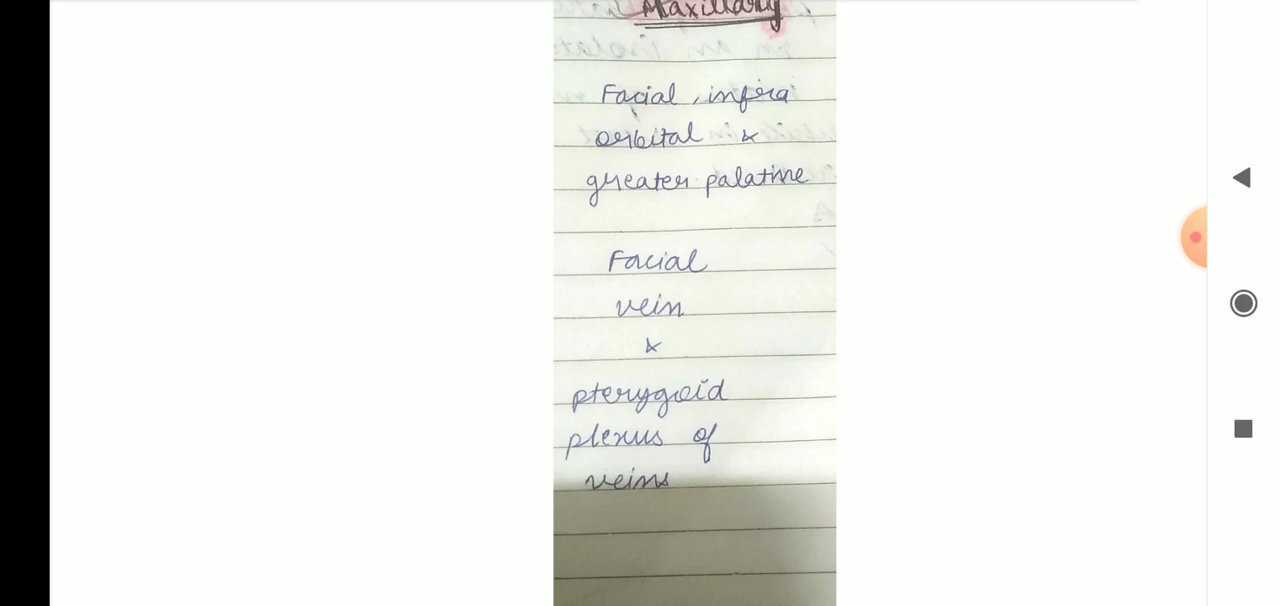 Maxillary
Facial, infra
orbital &
greater palatine
Facial
vein
&
pterygoid
plexus of
veins